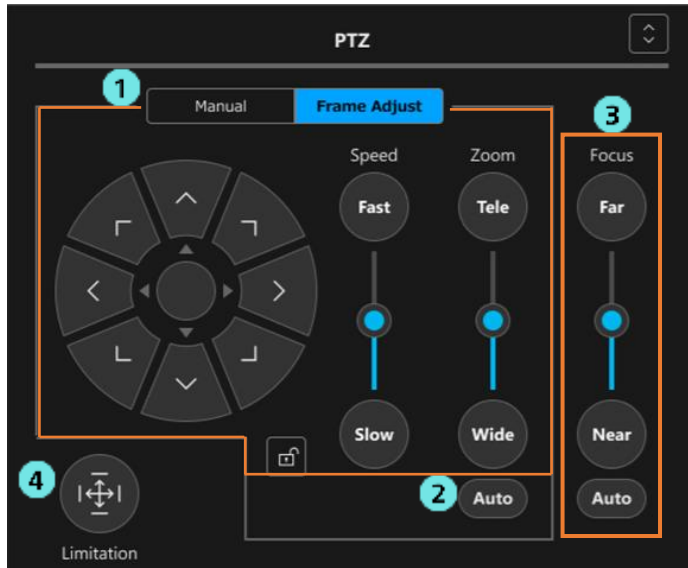 PTZ
1
Manual Frame Adjust
3
Speed Zoom Focus
Fast Tele Far
Slow Wide Near
4
2
Auto Auto
Limitation